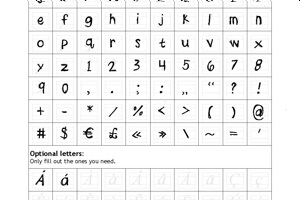 e f g h i j k l m n
o p q r s t u v w x
y z 1 2 3 4 5 6 7 8
9 0 , . ; : „ “ ? !
+ - * / % < > ( ) @
# $ € £ « » \ ~ = '
Optional letters:
Only fill out the ones you need.
Á á